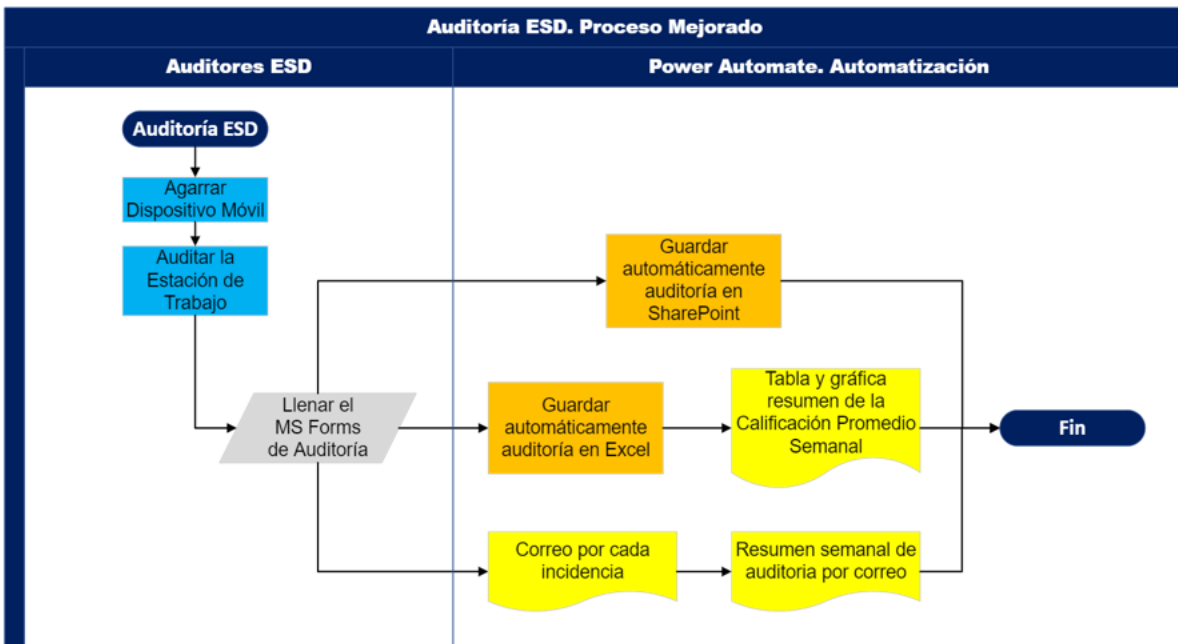 Auditoría ESD. Proceso Mejorado
Auditores ESD
Power Automate. Automatización
Auditoría ESD
Agarrar
Dispositivo Móvil
Auditar la
Estación de
Trabajo
Llenar el
MS Forms
de Auditoría
Guardar
automáticamente
auditoría en
SharePoint
Guardar
automáticamente
auditoría en Excel
Tabla y gráfica
resumen de la
Calificación Promedio
Semanal
Fin
Correo por cada
incidencia
Resumen semanal de
auditoria por correo